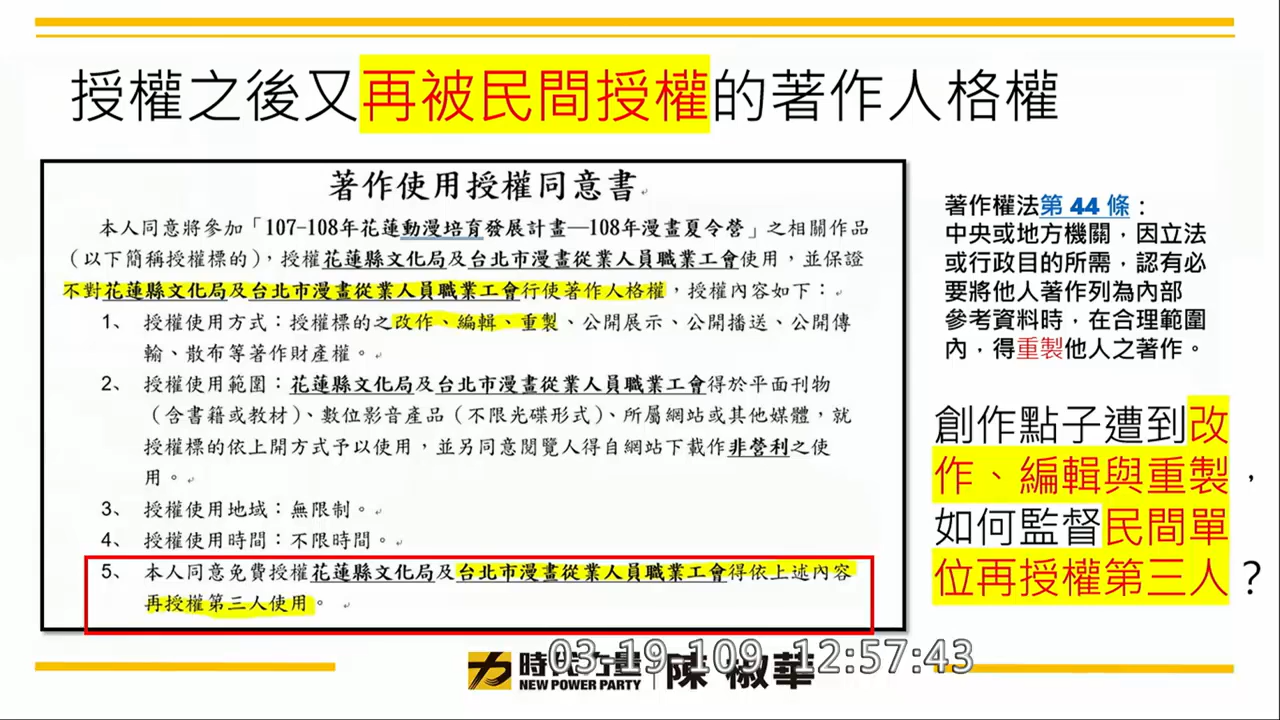 授權之後又再被民間授權的著作人格權
著作使用授權同意書
本人同意將參加「107-108年花蓮動漫培育發展計畫—108年漫畫夏令營」之相關作品
（以下簡稱授權標的），授權花蓮縣文化局及台北市漫畫從業人員職業工會使用，並保證
不對花蓮縣文化局及台北市漫畫從業人員職業工會行使著作人格權，授權內容如下：
1、 授權使用方式：授權標的之改作、編輯、重製、公開展示、公開播送、公開傳
輸、散布等著作財產權。
2、 授權使用範圍：花蓮縣文化局及台北市漫畫從業人員職業工會得於平面刊物
（含書籍或教材）、數位影音產品（不限光碟形式）、所屬網站或其他媒體，就
授權標的依上開方式予以使用，並另同意閱覽人得自網站下載作非營利之使
用。
3、 授權使用地域：無限制。
4、 授權使用時間：不限時間。
5、 本人同意免費授權花蓮縣文化局及台北市漫畫從業人員職業工會得依上述內容
再授權第三人使用。
著作權法第 44 條：
中央或地方機關，因立法
或行政目的所需，認有必
要將他人著作列為內部
參考資料時，在合理範圍
內，得重製他人之著作。
創作點子遭到改
作、編輯與重製，
如何監督民間單
位再授權第三人？
時代力量 NEW POWER PARTY 陳椒華
03 19 109 12:57:43